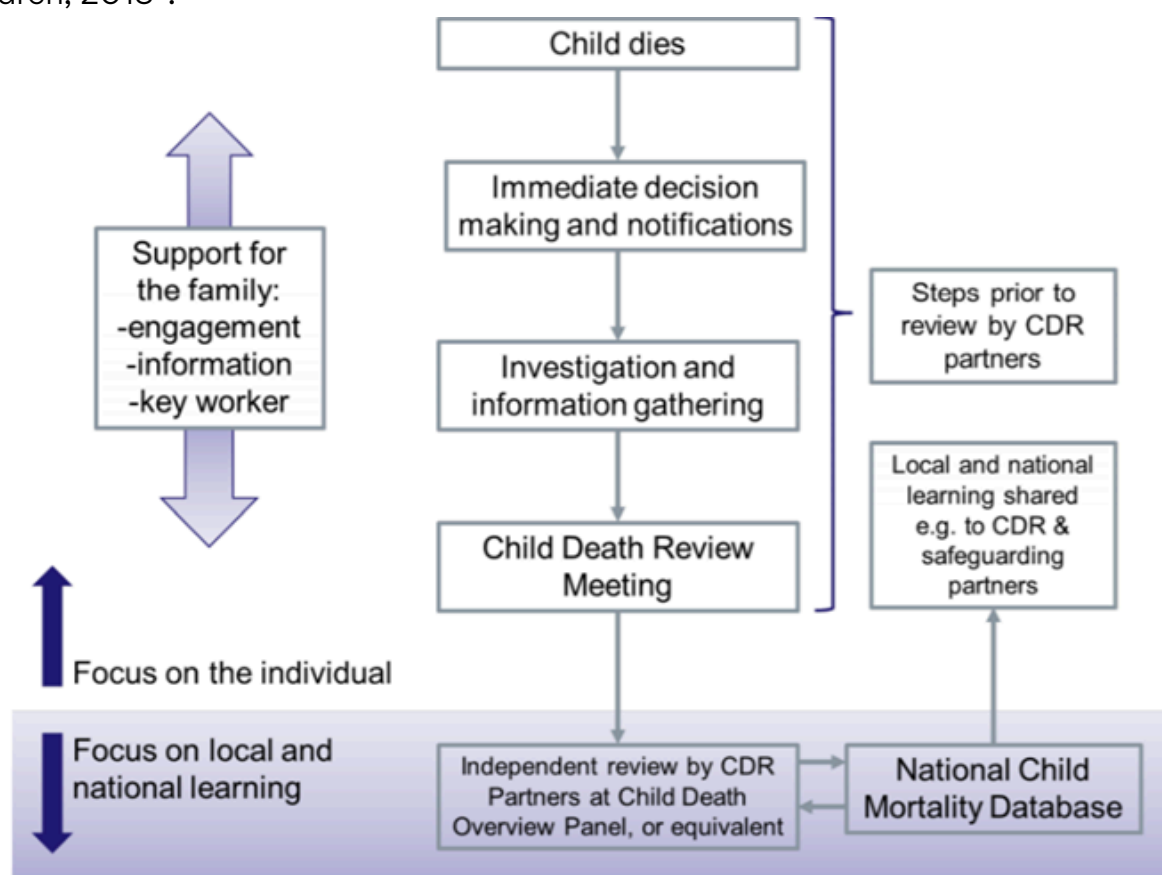 2018 .
Child dies
Immediate decision
making and notifications
Support for
the family:
-engagement
-information
-key worker
Steps prior to
review by CDR
partners
Investigation and
information gathering
Local and national
learning shared
e.g. to CDR &
safeguarding
partners
Child Death Review
Meeting
Focus on the individual
Focus on local and
national learning
Independent review by CDR
Partners at Child Death
Overview Panel, or equivalent
National Child
Mortality Database